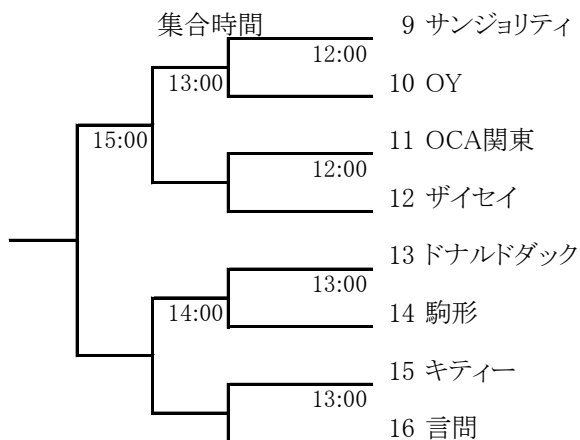 集合時間
9 サンジョリティ
12:00
13:00
10 OY
15:00
11 OCA関東
12:00
12 ザイセイ
13 ドナルドダック
13:00
14:00
14 駒形
15 キティー
13:00
16 言問